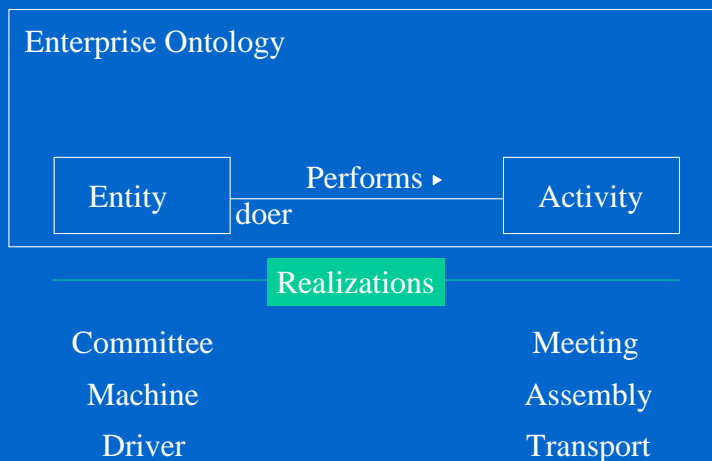 Enterprise Ontology
Performs
Entity
Activity
doer
Realizations
Committee Meeting
Machine Assembly
Driver Transport